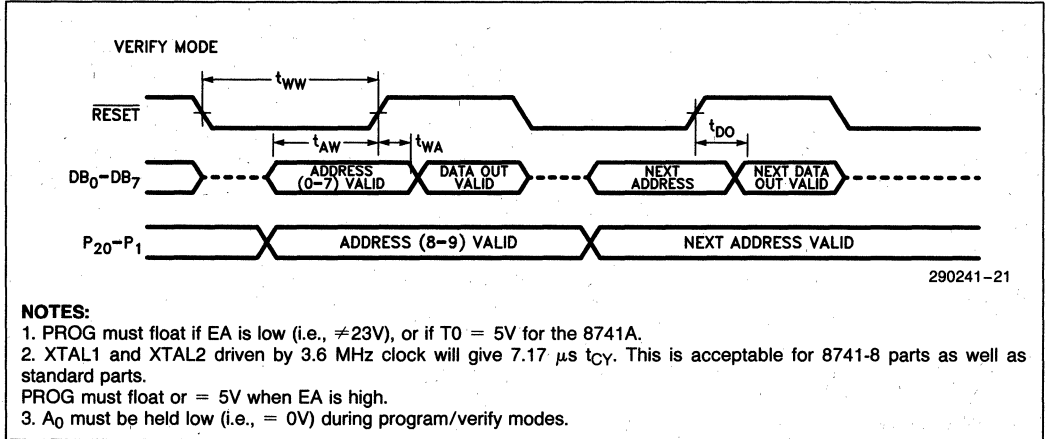 VERIFY MODE
tWW
RESET
tAW
tWA
tDO
DB0–DB7
ADDRESS
(0–7) VALID
DATA OUT
VALID
NEXT
ADDRESS
NEXT DATA
OUT VALID
P20–P1
ADDRESS (8–9) VALID
NEXT ADDRESS VALID
290241–21
NOTES:
1. PROG must float if EA is low (i.e., ≠23V), or if T0 = 5V for the 8741A.
2. XTAL1 and XTAL2 driven by 3.6 MHz clock will give 7.17 μs tCY. This is acceptable for 8741-8 parts as well as
standard parts.
PROG must float or = 5V when EA is high.
3. A0 must be held low (i.e., = 0V) during program/verify modes.